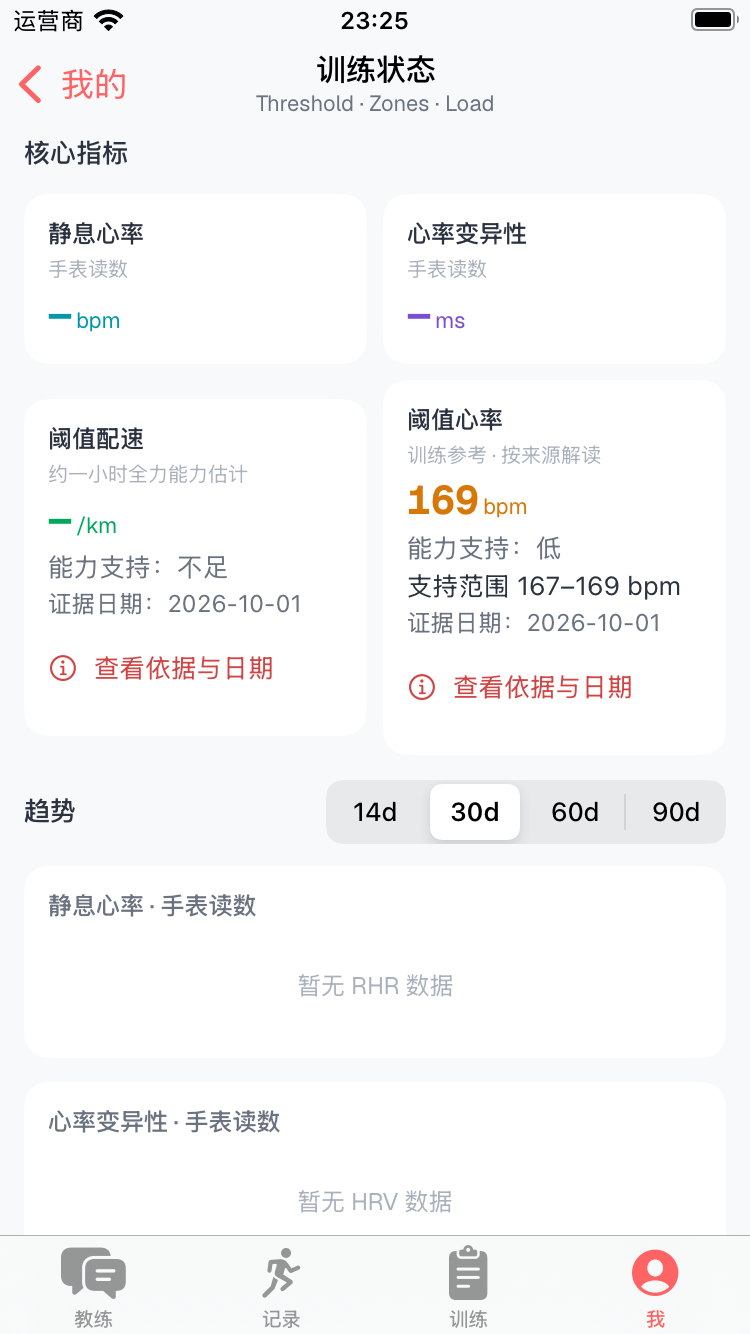 运营商
23:25
我的
训练状态
Threshold · Zones · Load
核心指标
静息心率
手表读数
— bpm
心率变异性
手表读数
— ms
阈值配速
约一小时全力能力估计
— /km
能力支持：不足
证据日期：2026-10-01
查看依据与日期
阈值心率
训练参考 · 按来源解读
169 bpm
能力支持：低
支持范围 167–169 bpm
证据日期：2026-10-01
查看依据与日期
趋势
14d
30d
60d
90d
静息心率 · 手表读数
暂无 RHR 数据
心率变异性 · 手表读数
暂无 HRV 数据
教练
记录
训练
我